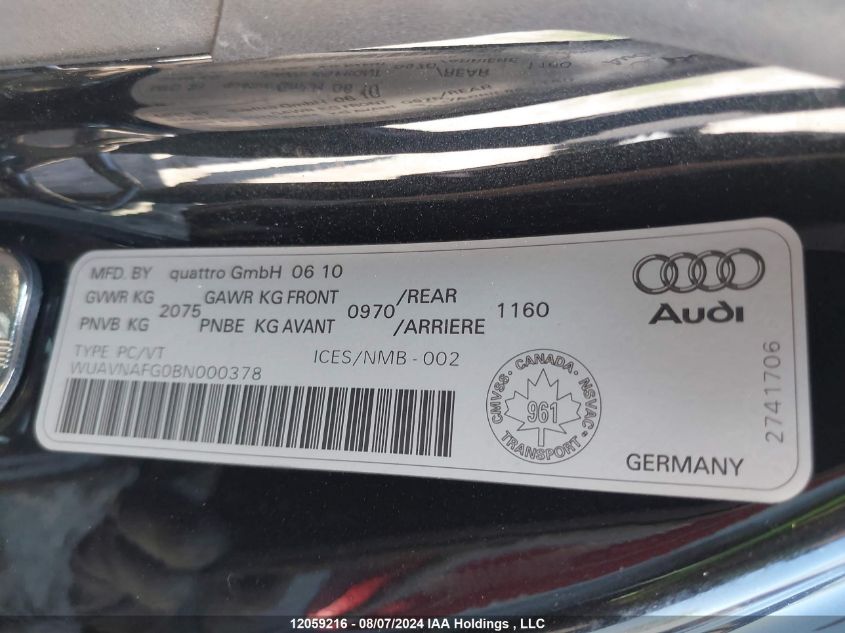 MFD. BY quattro GmbH 06 10
GVWR KG 2075 GAWR KG FRONT 0970 /REAR 1160
PNVB KG PNBE KG AVANT /ARRIERE
TYPE PC/VT ICES/NMB - 002
WUAVNAFG0BN000378
Audi
CMVSS - CANADA - NSVAC
961
TRANSPORT
GERMANY
2741706
12059216 - 08/07/2024 IAA Holdings , LLC